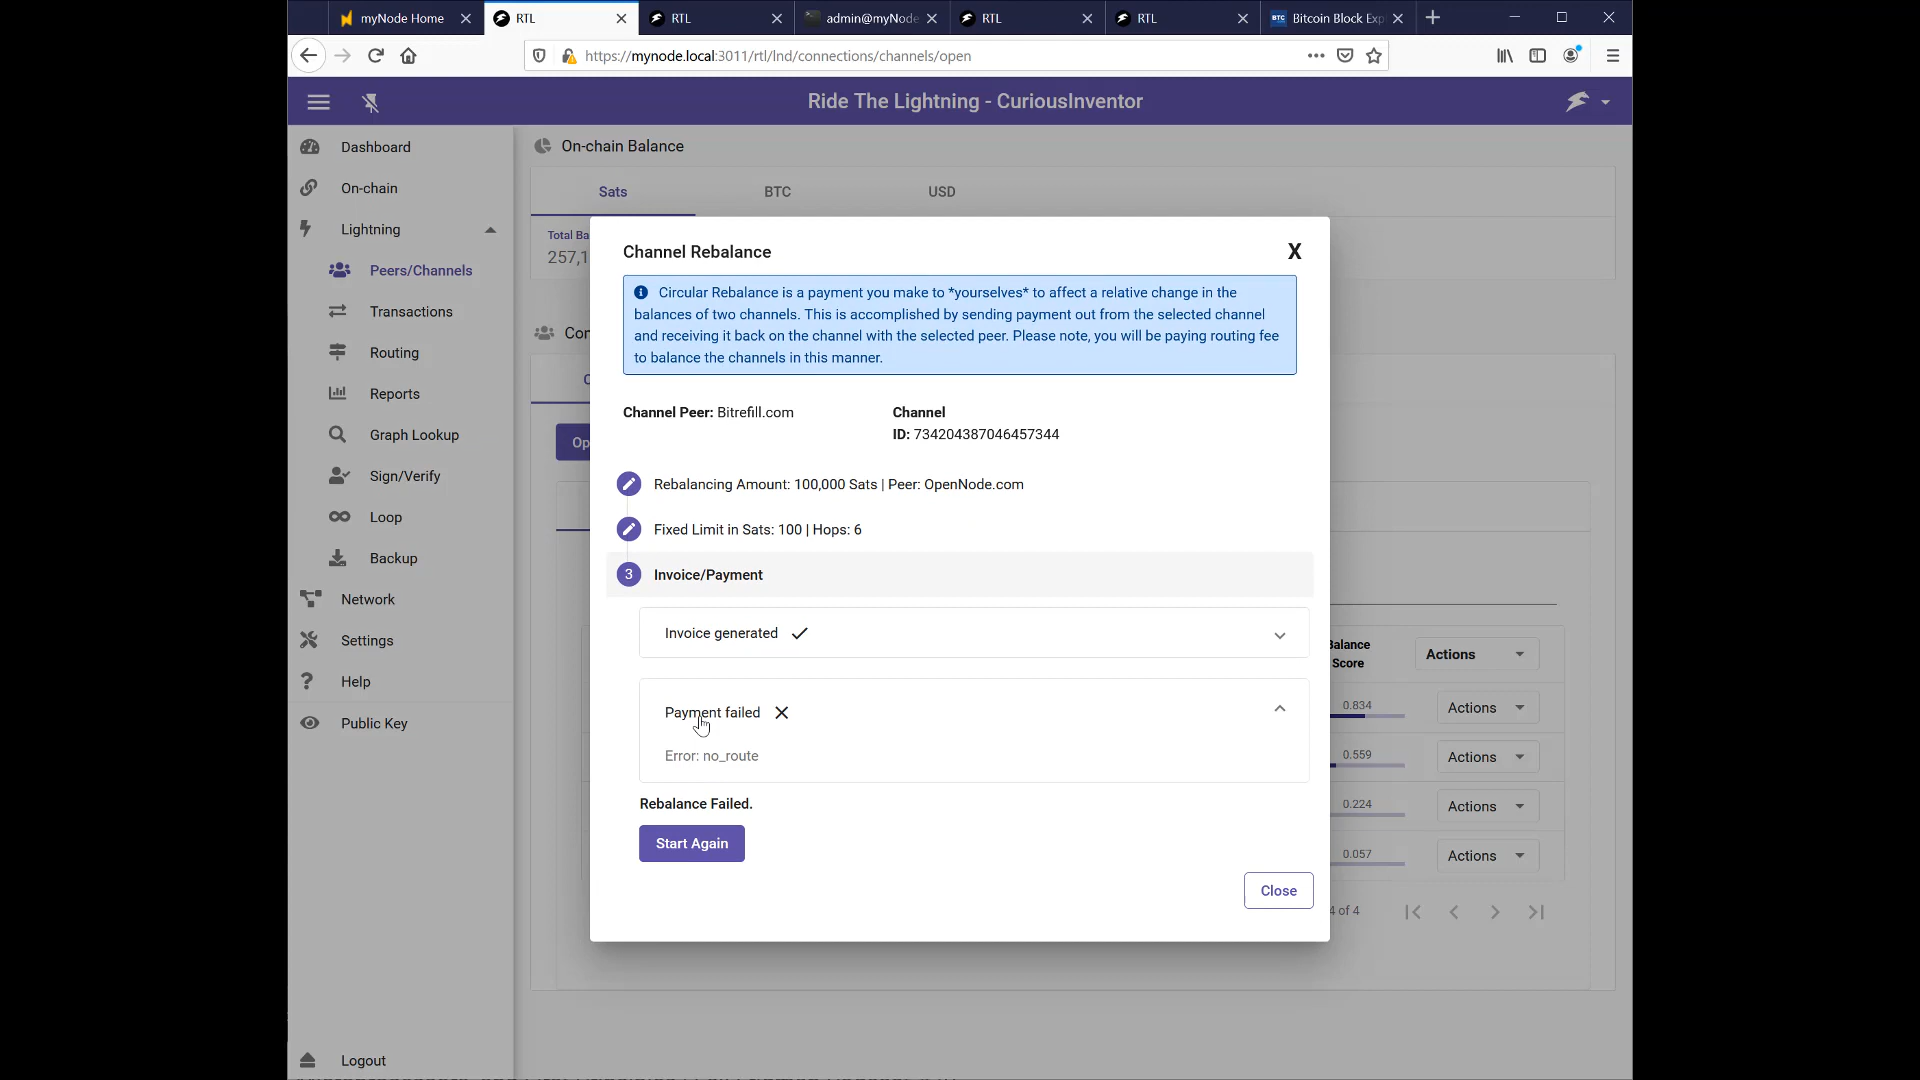 myNode Home
RTL
RTL
admin@myNode
RTL
RTL
BTC Bitcoin Block Exp
https://mynode.local:3011/rtl/lnd/connections/channels/open
Ride The Lightning - CuriousInventor
Dashboard
On-chain
Lightning
Peers/Channels
Transactions
Routing
Reports
Graph Lookup
Sign/Verify
Loop
Backup
Network
Settings
Help
Public Key
Logout
On-chain Balance
Sats
BTC
USD
Total Ba
257,1
Con
C
Op
Channel Rebalance
X
Circular Rebalance is a payment you make to *yourselves* to affect a relative change in the
balances of two channels. This is accomplished by sending payment out from the selected channel
and receiving it back on the channel with the selected peer. Please note, you will be paying routing fee
to balance the channels in this manner.
Channel Peer: Bitrefill.com
Channel
ID: 734204387046457344
Rebalancing Amount: 100,000 Sats | Peer: OpenNode.com
Fixed Limit in Sats: 100 | Hops: 6
3 Invoice/Payment
Invoice generated
Payment failed
Error: no_route
Rebalance Failed.
Start Again
Close
Balance
Score
Actions
0.834
Actions
0.559
Actions
0.224
Actions
0.057
Actions
4 of 4